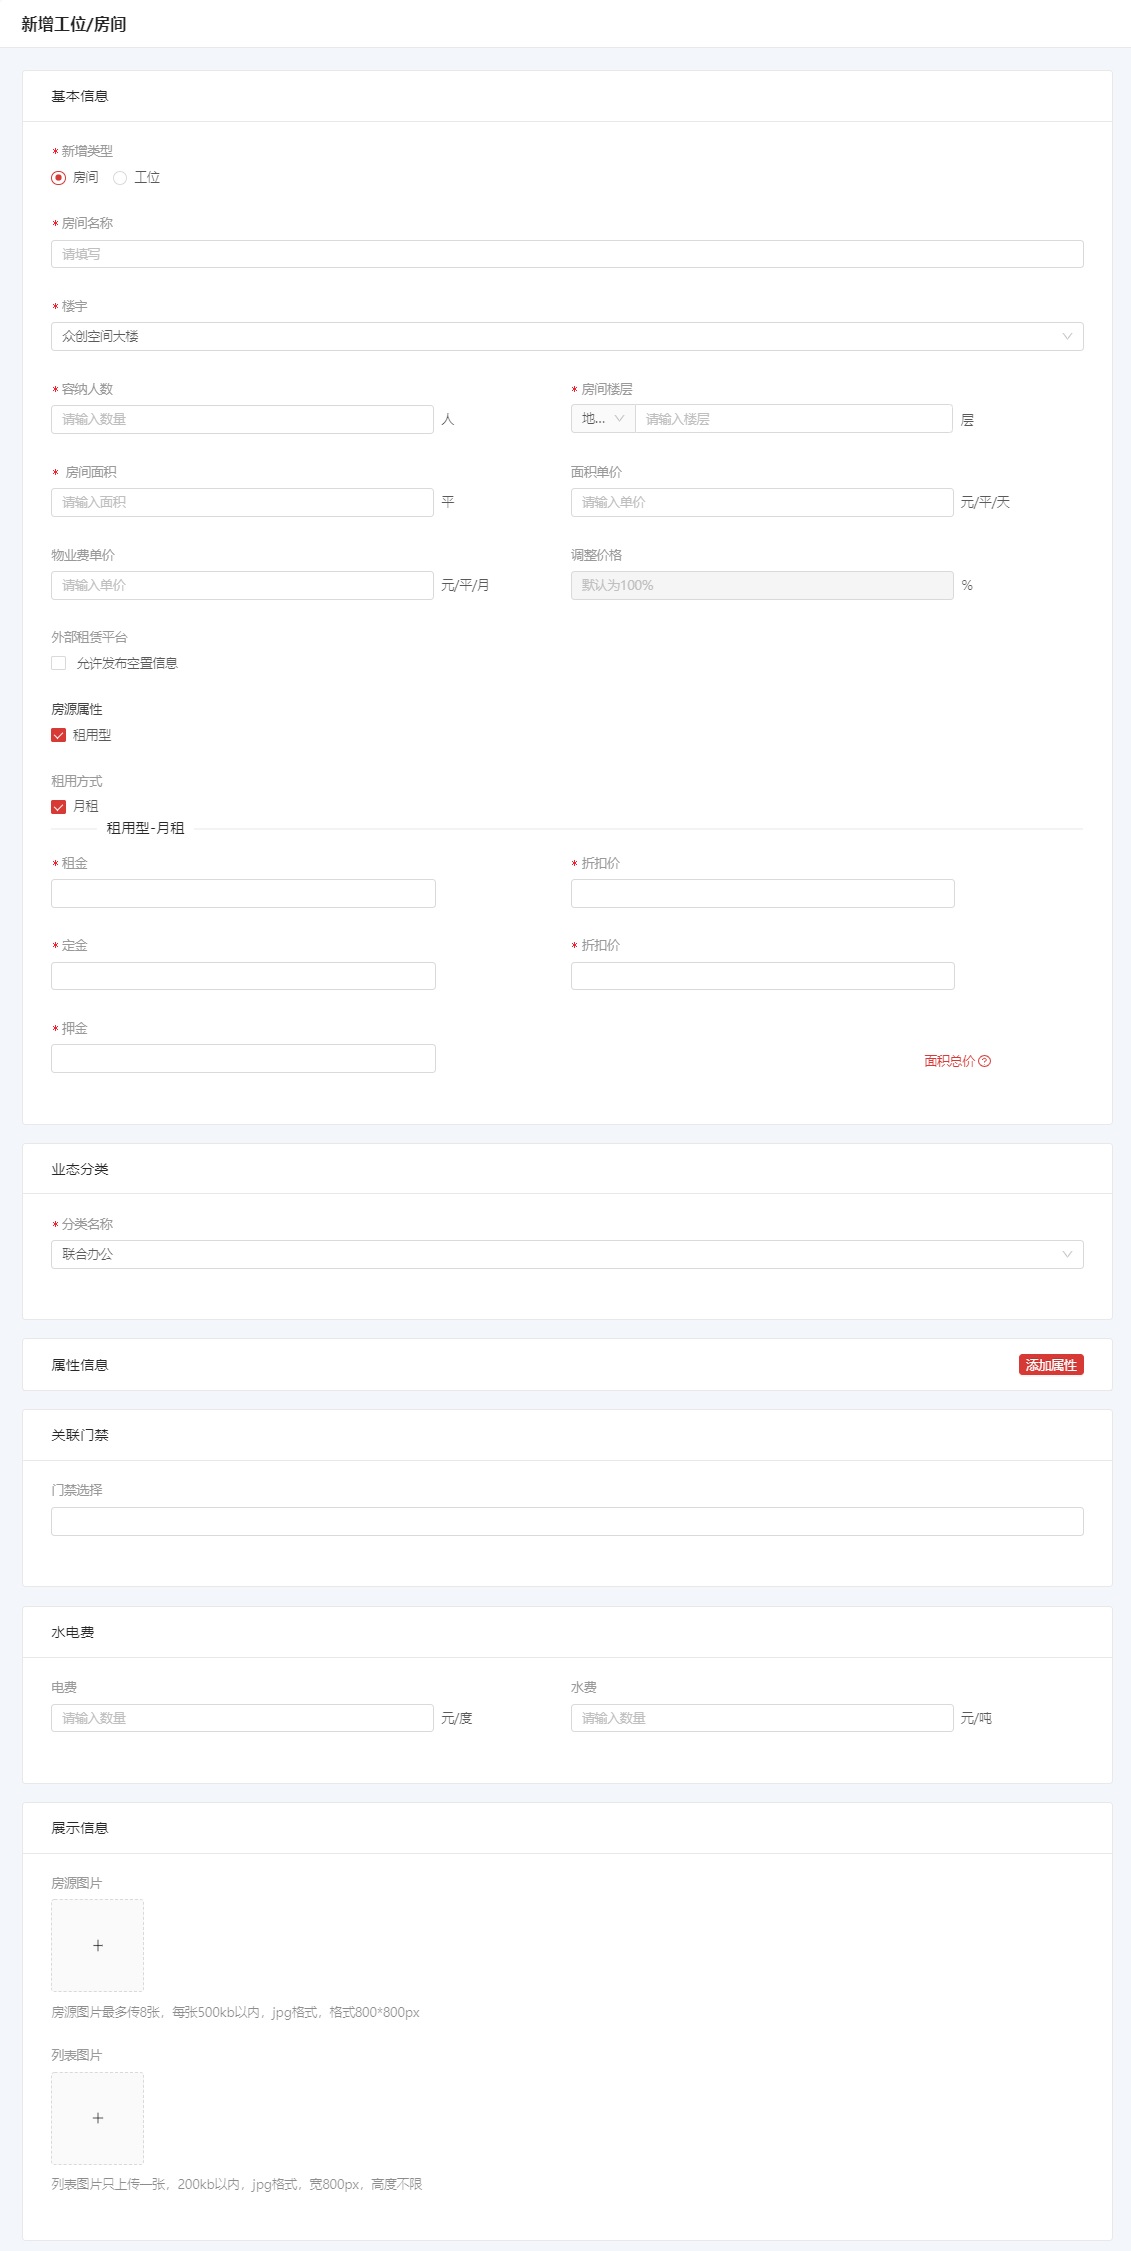 新增工位/房间
基本信息
* 新增类型
房间 工位
* 房间名称
请填写
* 楼宇
众创空间大楼
* 容纳人数 * 房间楼层
请输入数量 人 地... 请输入楼层 层
* 房间面积 面积单价
请输入面积 平 请输入单价 元/平/天
物业费单价 调整价格
请输入单价 元/平/月 默认为100% %
外部租赁平台
允许发布空置信息
房源属性
租用型
租用方式
月租
租用型-月租
* 租金 * 折扣价
* 定金 * 折扣价
* 押金
面积总价
业态分类
* 分类名称
联合办公
属性信息 添加属性
关联门禁
门禁选择
水电费
电费 水费
请输入数量 元/度 请输入数量 元/吨
展示信息
房源图片
+
房源图片最多传8张，每张500kb以内，jpg格式，格式800*800px
列表图片
+
列表图片只上传一张，200kb以内，jpg格式，宽800px，高度不限